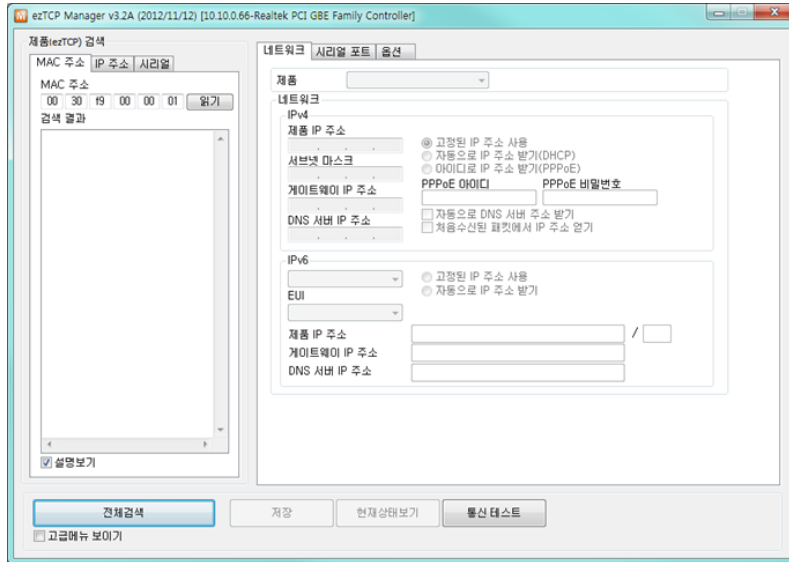 ezTCP Manager v3.2A (2012/11/12) [10.10.0.66-Realtek PCI GBE Family Controller]
제품(ezTCP) 검색
MAC 주소 IP 주소 시리얼
MAC 주소
00 30 f9 00 00 01 읽기
검색 결과
설명보기
네트워크 시리얼 포트 옵션
제품
네트워크
IPv4
제품 IP 주소
고정된 IP 주소 사용
자동으로 IP 주소 받기(DHCP)
서브넷 마스크
아이디로 IP 주소 받기(PPPoE)
게이트웨이 IP 주소
PPPoE 아이디 PPPoE 비밀번호
DNS 서버 IP 주소
자동으로 DNS 서버 주소 받기
처음수신된 패킷에서 IP 주소 얻기
IPv6
고정된 IP 주소 사용
자동으로 IP 주소 받기
EUI
제품 IP 주소 /
게이트웨이 IP 주소
DNS 서버 IP 주소
전체검색 저장 현재상태보기 통신 테스트
고급메뉴 보이기